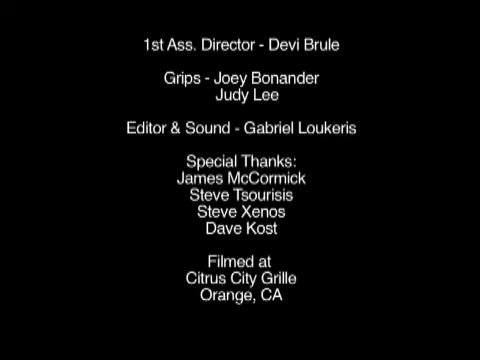 1st Ass. Director - Devi Brule
Grips - Joey Bonander
Judy Lee
Editor & Sound - Gabriel Loukeris
Special Thanks:
James McCormick
Steve Tsourisis
Steve Xenos
Dave Kost
Filmed at
Citrus City Grille
Orange, CA